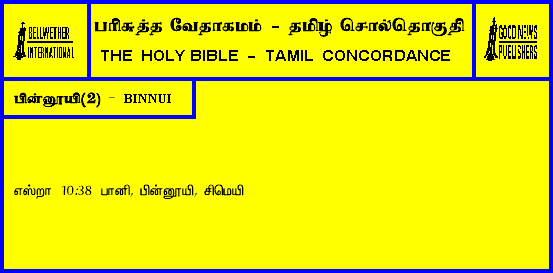 BELLWETHER
INTERNATIONAL
பரிசுத்த வேதாகமம் - தமிழ் சொல்தொகுதி
THE HOLY BIBLE - TAMIL CONCORDANCE
GOOD NEWS
PUBLISHERS
பின்னூயி(2) - BINNUI
எஸ்றா 10:38 பானி, பின்னூயி, சிமெயி